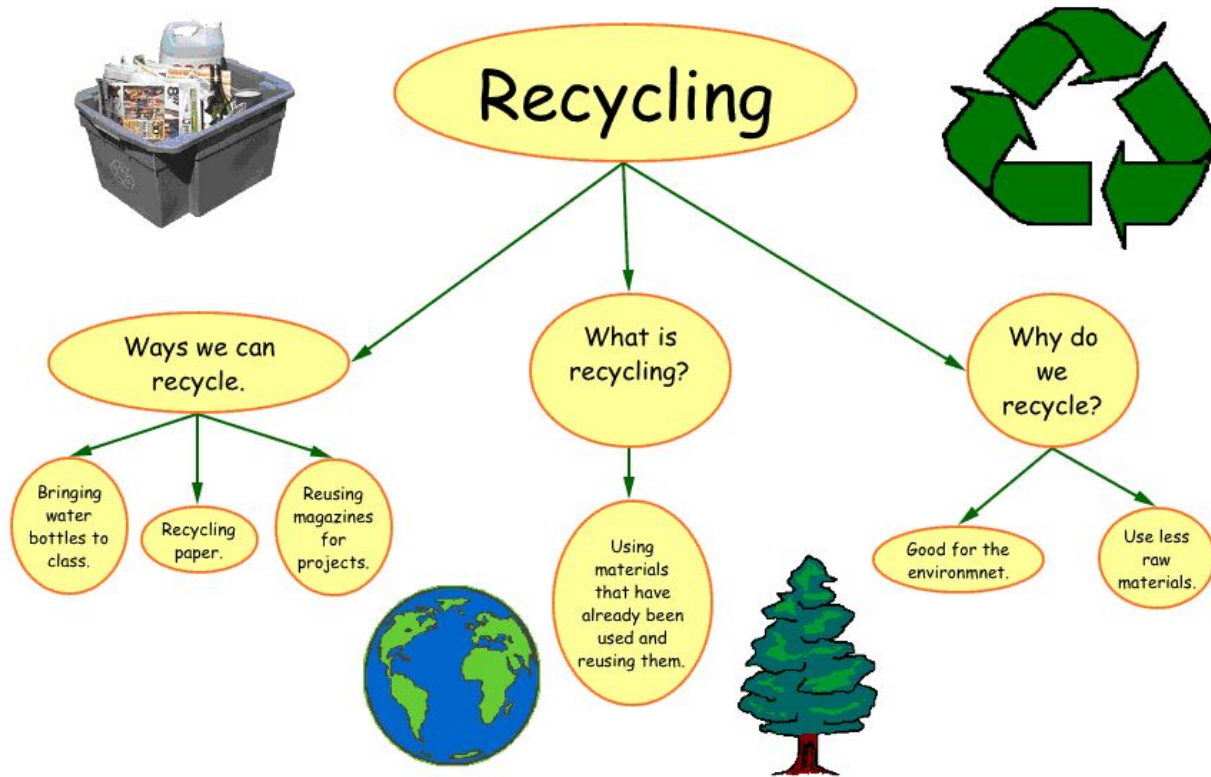 Recycling
Ways we can
recycle.
What is
recycling?
Why do
we
recycle?
Bringing
water
bottles to
class.
Recycling
paper.
Reusing
magazines
for
projects.
Using
materials
that have
already been
used and
reusing them.
Good for the
environmnet.
Use less
raw
materials.